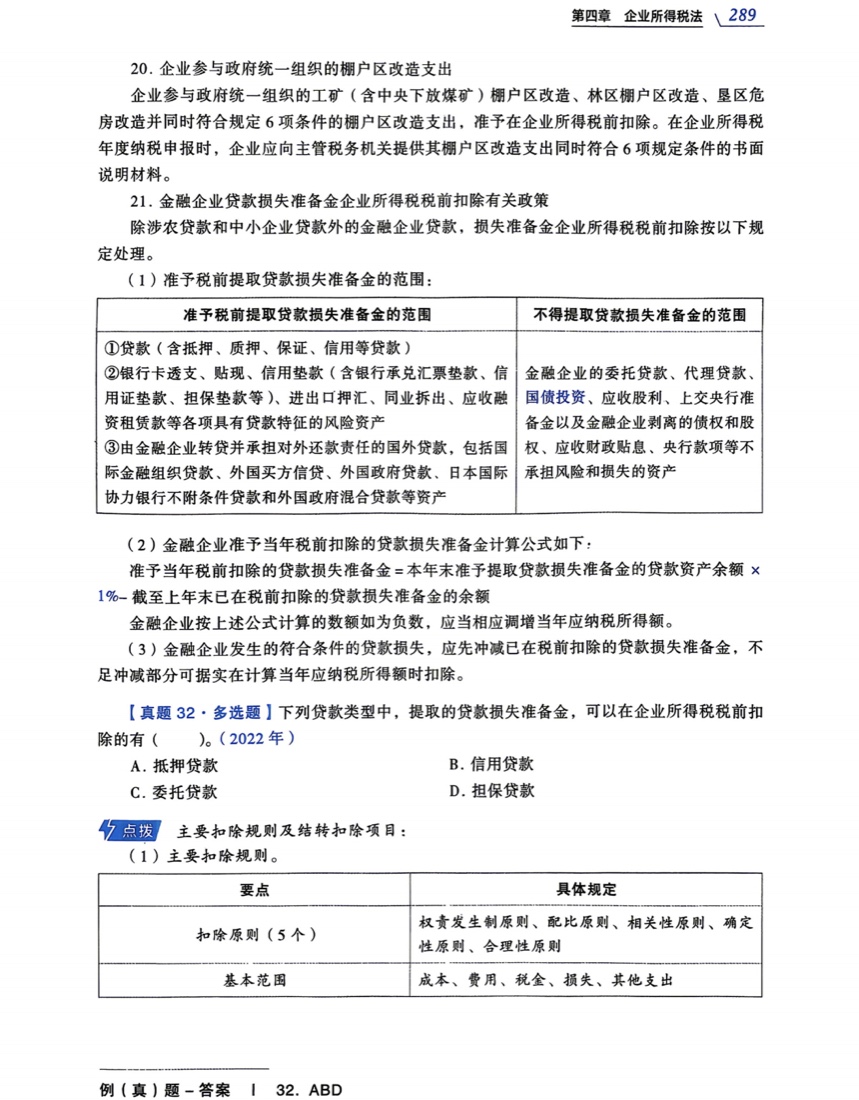 第四章 企业所得税法 289
20. 企业参与政府统一组织的棚户区改造支出
企业参与政府统一组织的工矿（含中央下放煤矿）棚户区改造、林区棚户区改造、垦区危
房改造并同时符合规定 6 项条件的棚户区改造支出，准予在企业所得税前扣除。在企业所得税
年度纳税申报时，企业应向主管税务机关提供其棚户区改造支出同时符合 6 项规定条件的书面
说明材料。
21. 金融企业贷款损失准备金企业所得税税前扣除有关政策
除涉农贷款和中小企业贷款外的金融企业贷款，损失准备金企业所得税税前扣除按以下规
定处理。
（1）准予税前提取贷款损失准备金的范围：
准予税前提取贷款损失准备金的范围 不得提取贷款损失准备金的范围
①贷款（含抵押、质押、保证、信用等贷款）
②银行卡透支、贴现、信用垫款（含银行承兑汇票垫款、信
用证垫款、担保垫款等）、进出口押汇、同业拆出、应收融
资租赁款等各项具有贷款特征的风险资产
③由金融企业转贷并承担对外还款责任的国外贷款，包括国
际金融组织贷款、外国买方信贷、外国政府贷款、日本国际
协力银行不附条件贷款和外国政府混合贷款等资产
金融企业的委托贷款、代理贷款、
国债投资、应收股利、上交央行准
备金以及金融企业剥离的债权和股
权、应收财政贴息、央行款项等不
承担风险和损失的资产
（2）金融企业准予当年税前扣除的贷款损失准备金计算公式如下：
准予当年税前扣除的贷款损失准备金=本年末准予提取贷款损失准备金的贷款资产余额 ×
1%-截至上年末已在税前扣除的贷款损失准备金的余额
金融企业按上述公式计算的数额如为负数，应当相应调增当年应纳税所得额。
（3）金融企业发生的符合条件的贷款损失，应先冲减已在税前扣除的贷款损失准备金，不
足冲减部分可据实在计算当年应纳税所得额时扣除。
【真题 32·多选题】下列贷款类型中，提取的贷款损失准备金，可以在企业所得税税前扣
除的有（ ）。（2022 年）
A. 抵押贷款 B. 信用贷款
C. 委托贷款 D. 担保贷款
点拨 主要扣除规则及结转扣除项目：
（1）主要扣除规则。
要点 具体规定
扣除原则（5 个） 权责发生制原则、配比原则、相关性原则、确定
性原则、合理性原则
基本范围 成本、费用、税金、损失、其他支出
例（真）题－答案 | 32. ABD